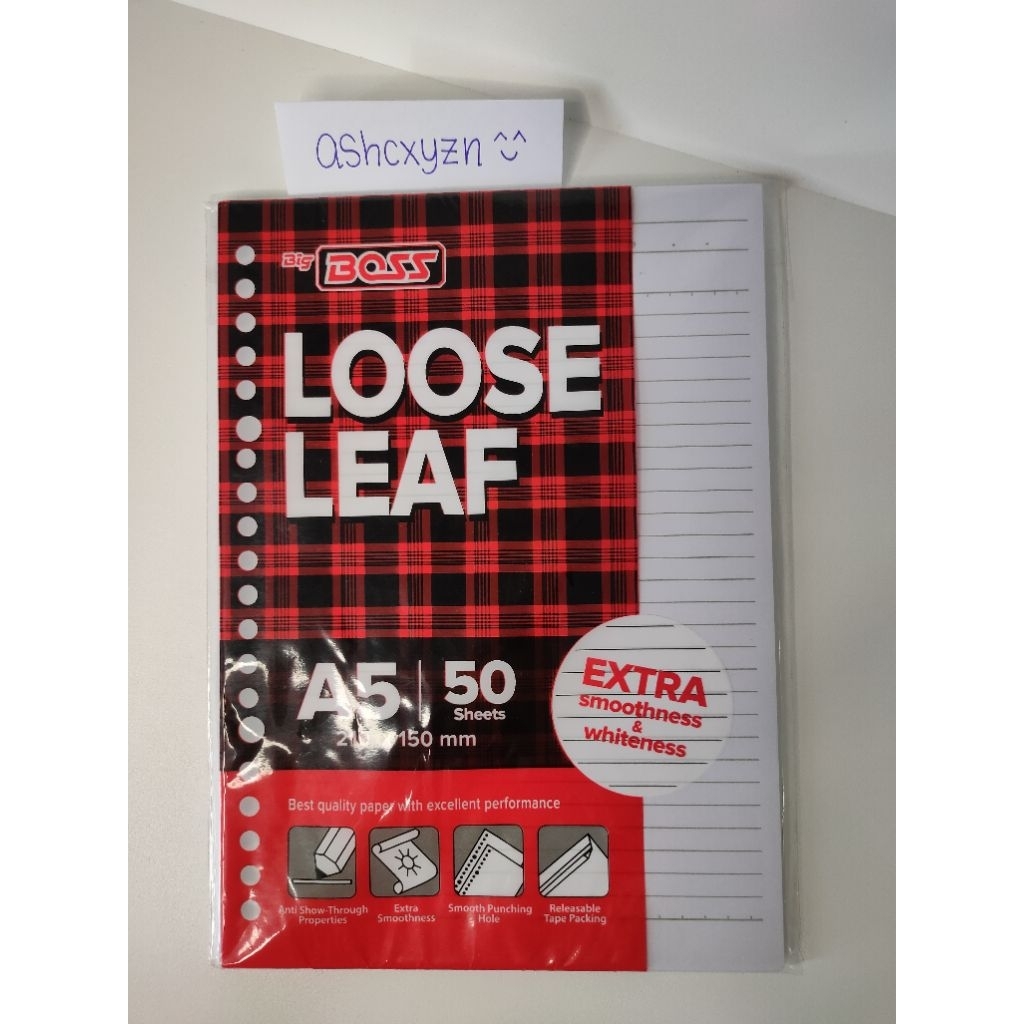 ashcxyzn ^‿^
Big BOSS
LOOSE
LEAF
A5 | 50
Sheets
150 mm
EXTRA
smoothness
&
whiteness
Best quality paper with excellent performance
Anti Show-Through
Properties
Extra
Smoothness
Smooth Punching
Hole
Releasable
Tape Packing